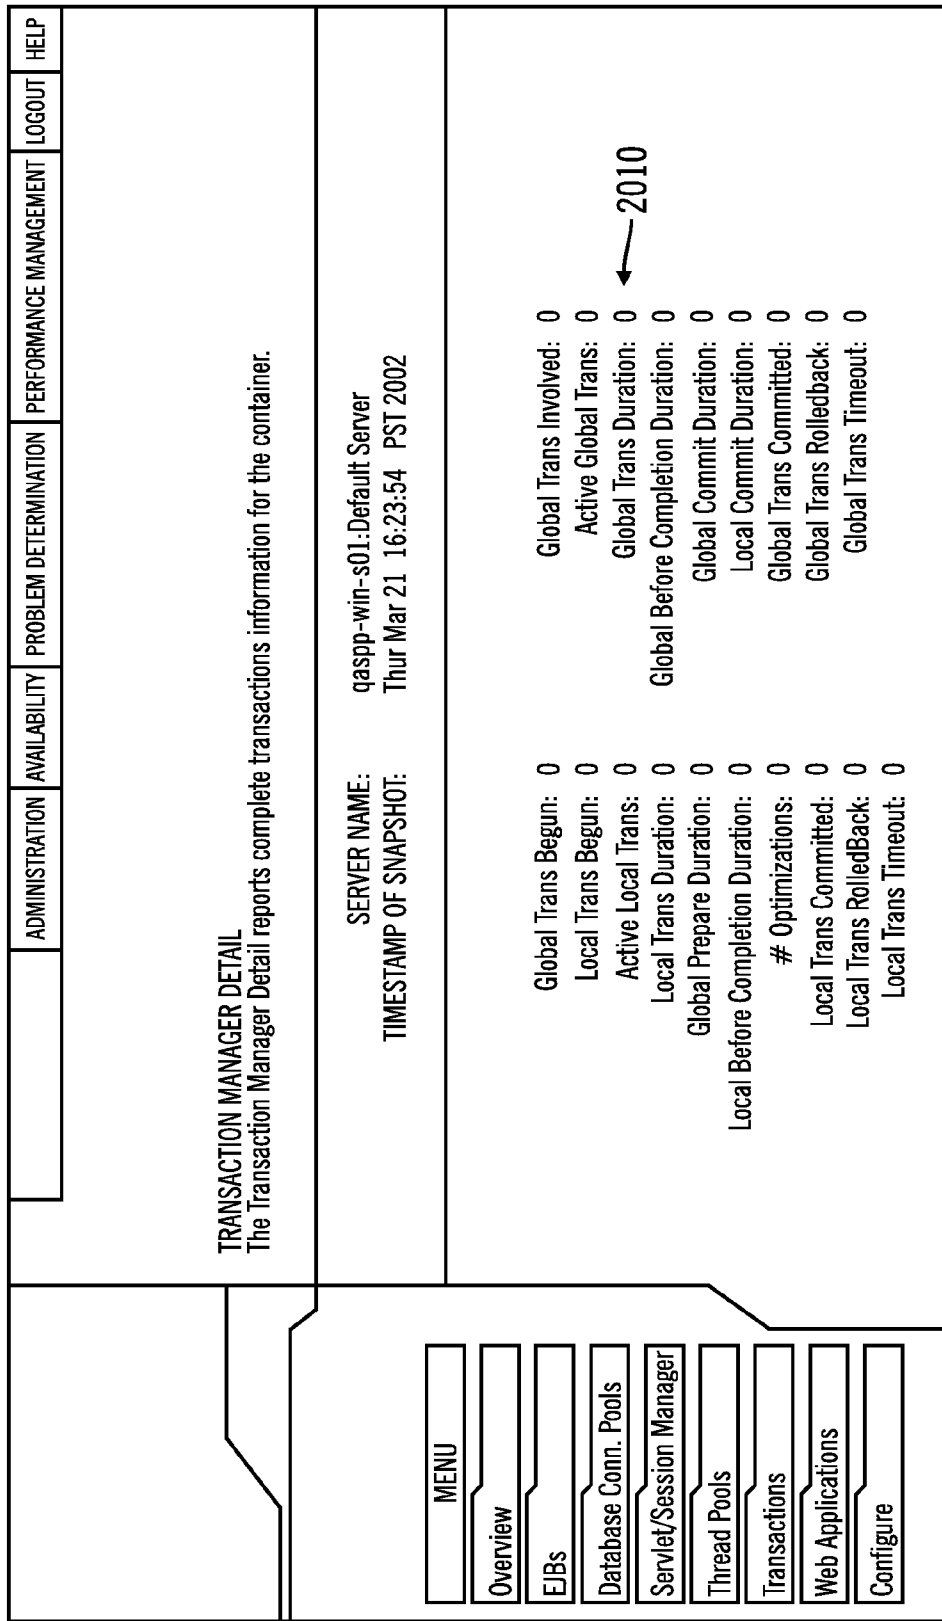 ADMINISTRATION AVAILABILITY PROBLEM DETERMINATION PERFORMANCE MANAGEMENT LOGOUT HELP
TRANSACTION MANAGER DETAIL
The Transaction Manager Detail reports complete transactions information for the container.
SERVER NAME: qaspp-win-s01:Default Server
TIMESTAMP OF SNAPSHOT: Thur Mar 21 16:23:54 PST 2002
MENU
Overview
EJBs
Database Conn. Pools
Servlet/Session Manager
Thread Pools
Transactions
Web Applications
Configure
Global Trans Begun: 0
Local Trans Begun: 0
Active Local Trans: 0
Local Trans Duration: 0
Global Prepare Duration: 0
Local Before Completion Duration: 0
# Optimizations: 0
Local Trans Committed: 0
Local Trans RolledBack: 0
Local Trans Timeout: 0
Global Trans Involved: 0
Active Global Trans: 0
Global Trans Duration: 0
Global Before Completion Duration: 0
Global Commit Duration: 0
Local Commit Duration: 0
Global Trans Committed: 0
Global Trans Rolledback: 0
Global Trans Timeout: 0
2010